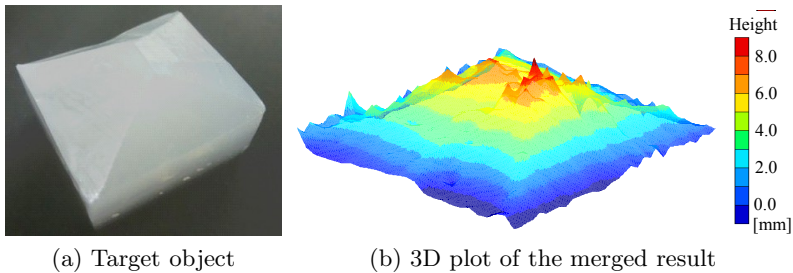 Height
8.0
6.0
4.0
2.0
0.0
[mm]
(a) Target object
(b) 3D plot of the merged result